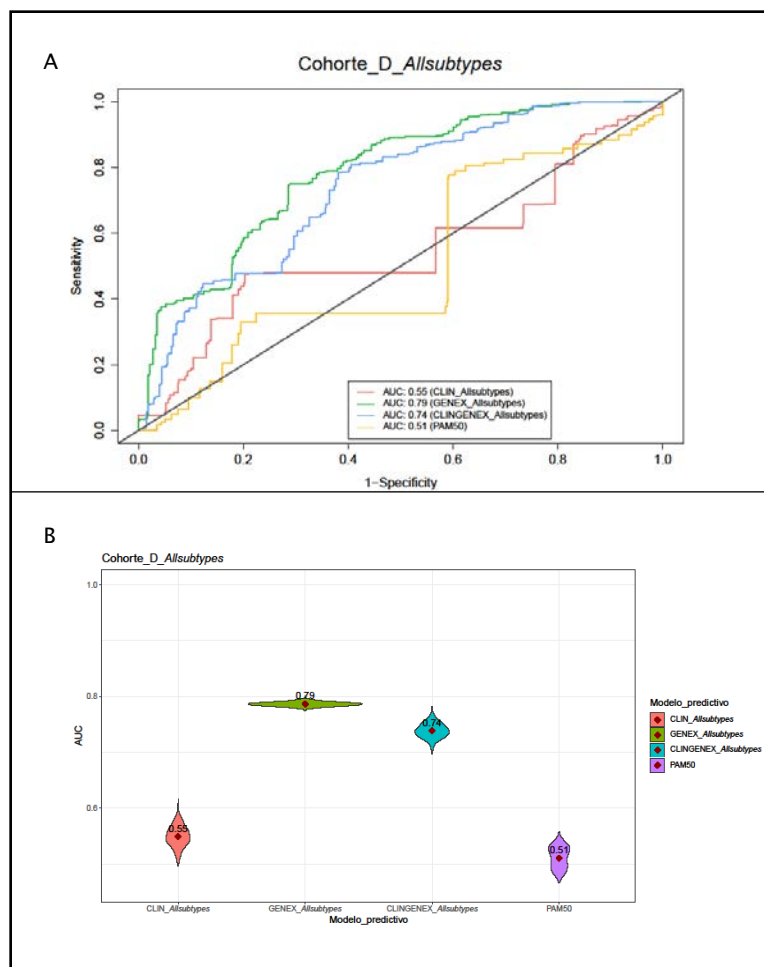 A
Cohorte_D_Allsubtypes
1.0
0.8
0.6
0.4
0.2
0.0
Sensitivity
AUC: 0.55 (CLIN_Allsubtypes)
AUC: 0.79 (GENEX_Allsubtypes)
AUC: 0.74 (CLINGENEX_Allsubtypes)
AUC: 0.51 (PAM50)
0.0 0.2 0.4 0.6 0.8 1.0
1-Specificity
B
Cohorte_D_Allsubtypes
1.0
0.8
0.6
AUC
0.55
0.79
0.74
0.51
Modelo_predictivo
CLIN_Allsubtypes
GENEX_Allsubtypes
CLINGENEX_Allsubtypes
PAM50
CLIN_Allsubtypes GENEX_Allsubtypes CLINGENEX_Allsubtypes PAM50
Modelo_predictivo